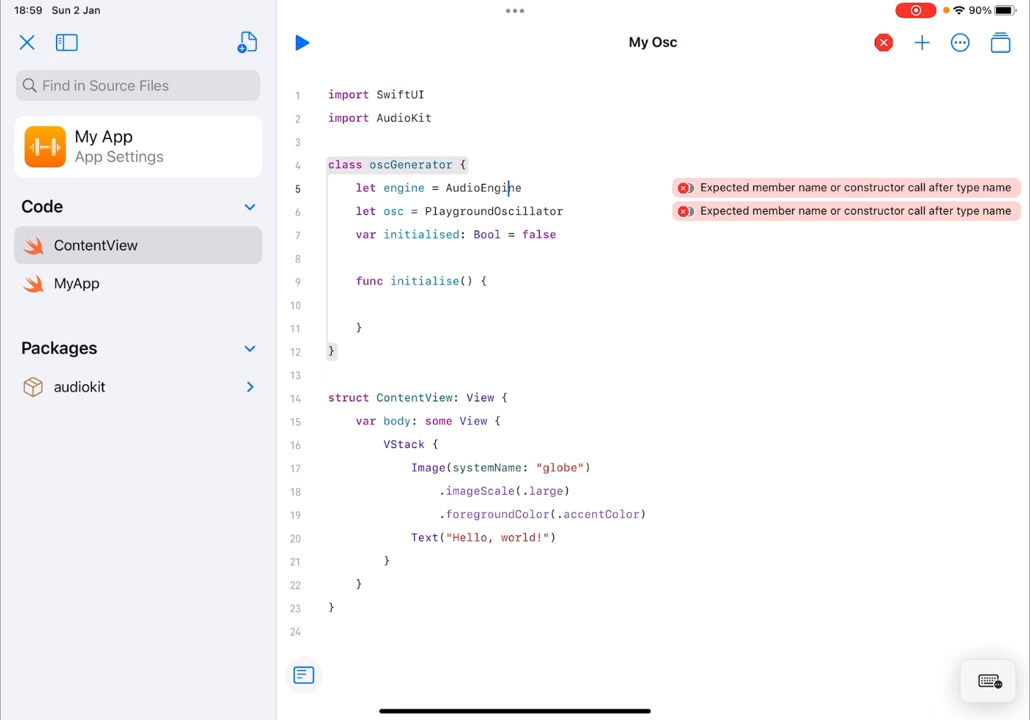 18:59 Sun 2 Jan
90%
My Osc
Find in Source Files
My App
App Settings
Code
ContentView
MyApp
Packages
audiokit
1 import SwiftUI
2 import AudioKit
3
4 class oscGenerator {
5 let engine = AudioEngine
Expected member name or constructor call after type name
6 let osc = PlaygroundOscillator
Expected member name or constructor call after type name
7 var initialised: Bool = false
8
9 func initialise() {
10
11 }
12 }
13
14 struct ContentView: View {
15 var body: some View {
16 VStack {
17 Image(systemName: "globe")
18 .imageScale(.large)
19 .foregroundColor(.accentColor)
20 Text("Hello, world!")
21 }
22 }
23 }
24